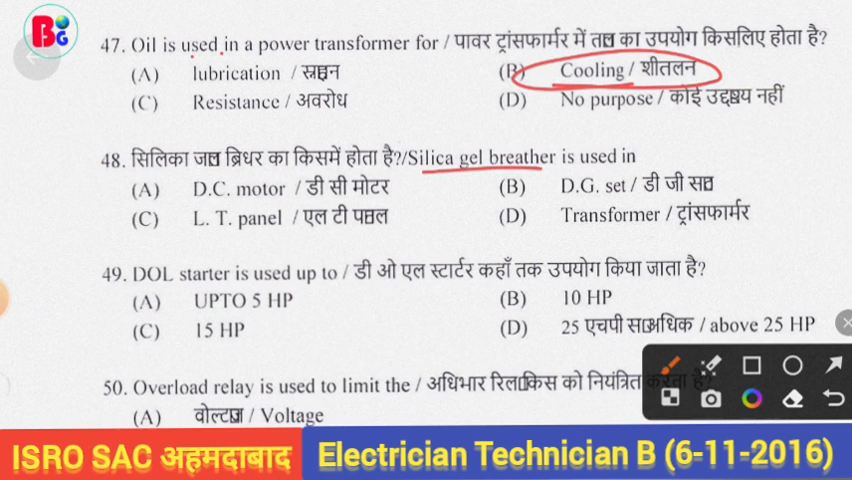 BG
47. Oil is used in a power transformer for / पावर ट्रांसफार्मर में का उपयोग किसलिए होता है?
(A) lubrication / (B) Cooling / शीतलन
(C) Resistance / अवरोध (D) No purpose / कोई नहीं
48. सिलिका ब्रिधर का किसमें होता है?/Silica gel breather is used in
(A) D.C. motor / डी सी मोटर (B) D.G. set / डी जी
(C) L. T. panel / एल टी (D) Transformer / ट्रांसफार्मर
49. DOL starter is used up to / डी ओ एल स्टार्टर कहाँ तक उपयोग किया जाता है?
(A) UPTO 5 HP (B) 10 HP
(C) 15 HP (D) 25 एचपी अधिक / above 25 HP
50. Overload relay is used to limit the / अधिभार किस को नियंत्रित करता है?
(A) / Voltage
ISRO SAC अहमदाबाद Electrician Technician B (6-11-2016)